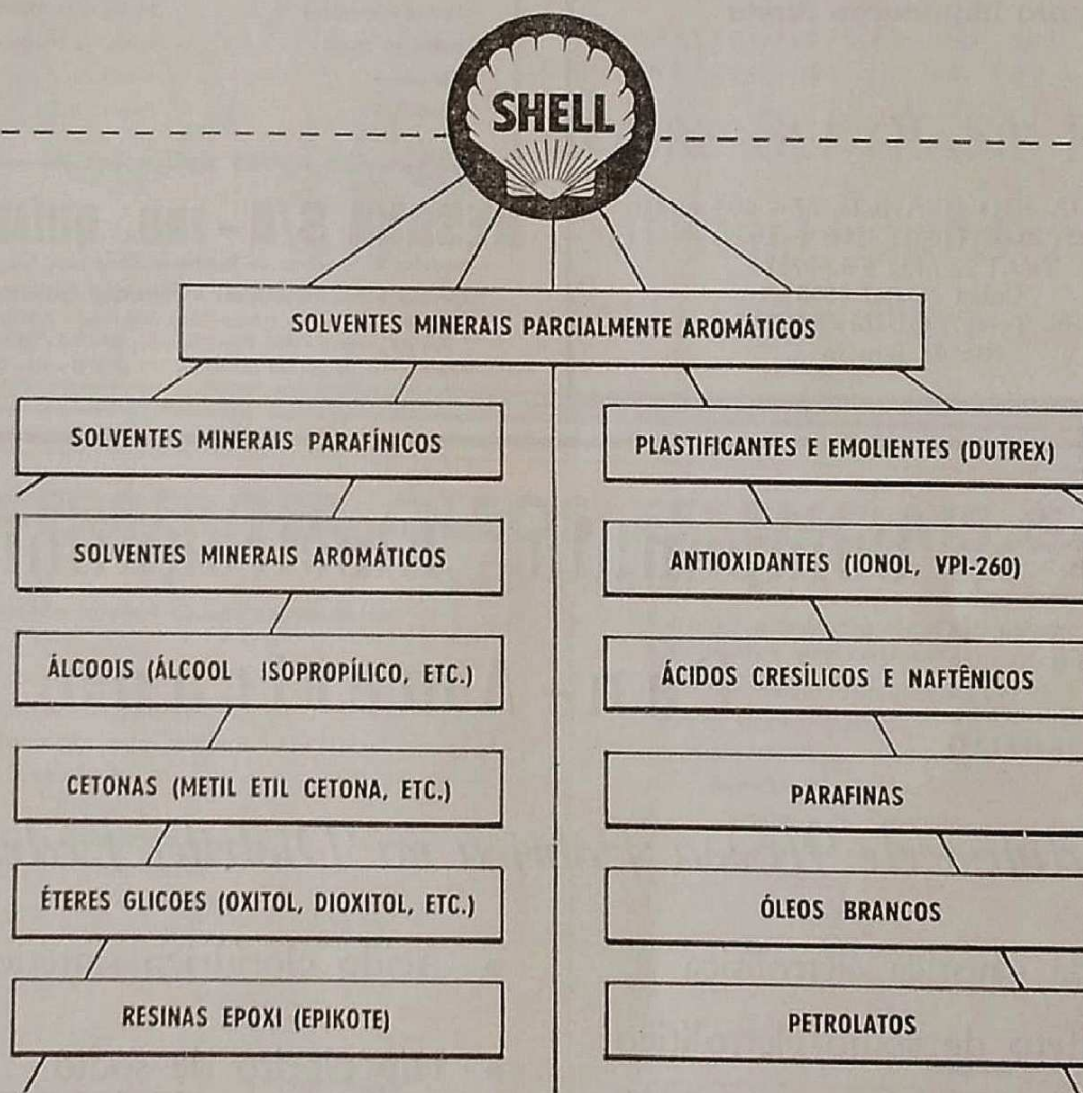 SHELL
SOLVENTES MINERAIS PARCIALMENTE AROMÁTICOS
SOLVENTES MINERAIS PARAFÍNICOS
SOLVENTES MINERAIS AROMÁTICOS
ÁLCOOIS (ÁLCOOL ISOPROPÍLICO, ETC.)
CETONAS (METIL ETIL CETONA, ETC.)
ÉTERES GLICOES (OXITOL, DIOXITOL, ETC.)
RESINAS EPOXI (EPIKOTE)
PLASTIFICANTES E EMOLIENTES (DUTREX)
ANTIOXIDANTES (IONOL, VPI-260)
ÁCIDOS CRESÍLICOS E NAFTÊNICOS
PARAFINAS
ÓLEOS BRANCOS
PETROLATOS